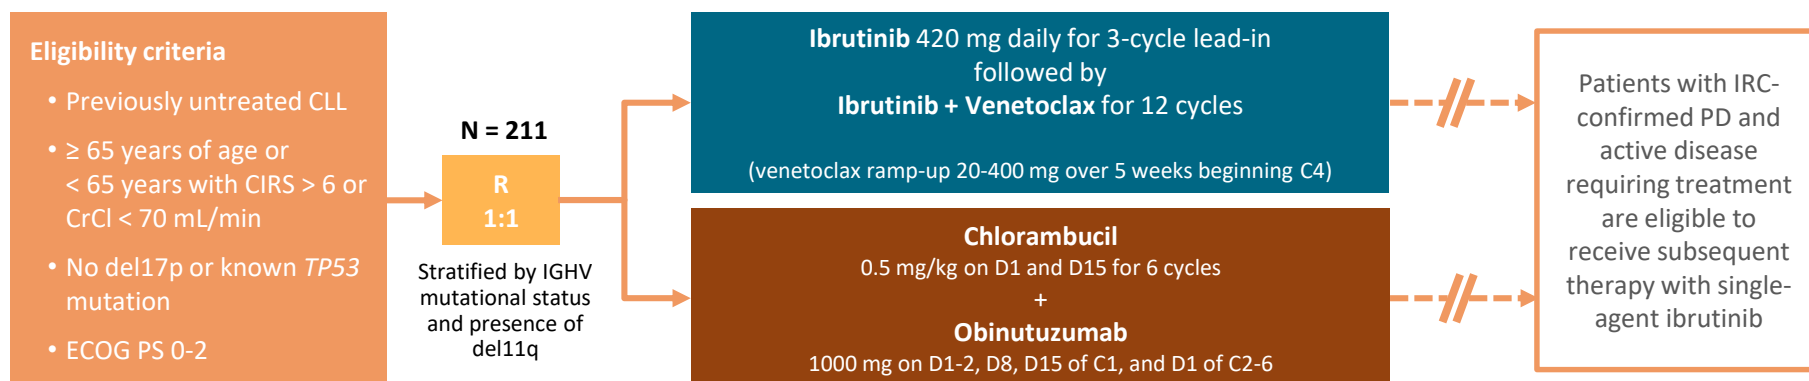 Eligibility criteria
• Previously untreated CLL
• ≥ 65 years of age or
< 65 years with CIRS > 6 or
CrCl < 70 mL/min
• No del17p or known TP53
mutation
• ECOG PS 0-2
N = 211
R
1:1
Stratified by IGHV
mutational status
and presence of
del11q
Ibrutinib 420 mg daily for 3-cycle lead-in
followed by
Ibrutinib + Venetoclax for 12 cycles
(venetoclax ramp-up 20-400 mg over 5 weeks beginning C4)
Chlorambucil
0.5 mg/kg on D1 and D15 for 6 cycles
+
Obinutuzumab
1000 mg on D1-2, D8, D15 of C1, and D1 of C2-6
Patients with IRC-
confirmed PD and
active disease
requiring treatment
are eligible to
receive subsequent
therapy with single-
agent ibrutinib